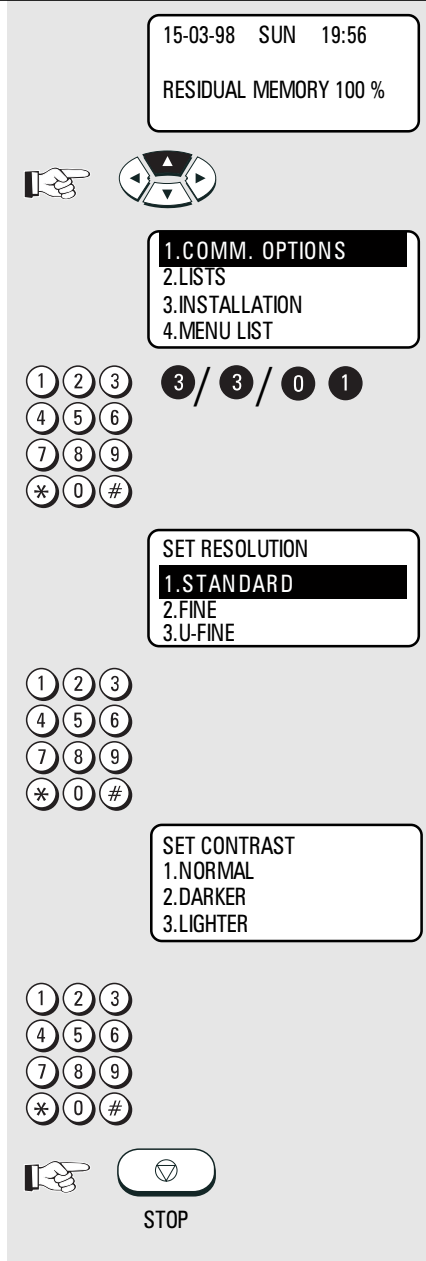 15-03-98 SUN 19:56
RESIDUAL MEMORY 100 %
1.COMM. OPTIONS
2.LISTS
3.INSTALLATION
4.MENU LIST
1 2 3 3/ 3/ 0 1
4 5 6
7 8 9
* 0 #
SET RESOLUTION
1.STANDARD
2.FINE
3.U-FINE
1 2 3
4 5 6
7 8 9
* 0 #
SET CONTRAST
1.NORMAL
2.DARKER
3.LIGHTER
1 2 3
4 5 6
7 8 9
* 0 #
STOP